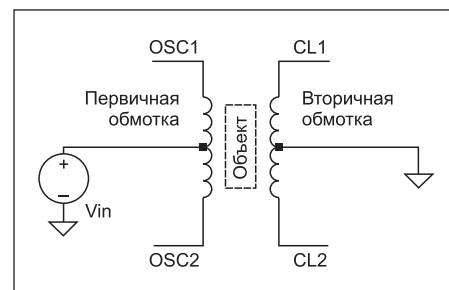 OSC1
CL1
Первичная
обмотка
Вторичная
обмотка
Объект
+
–
Vin
OSC2
CL2